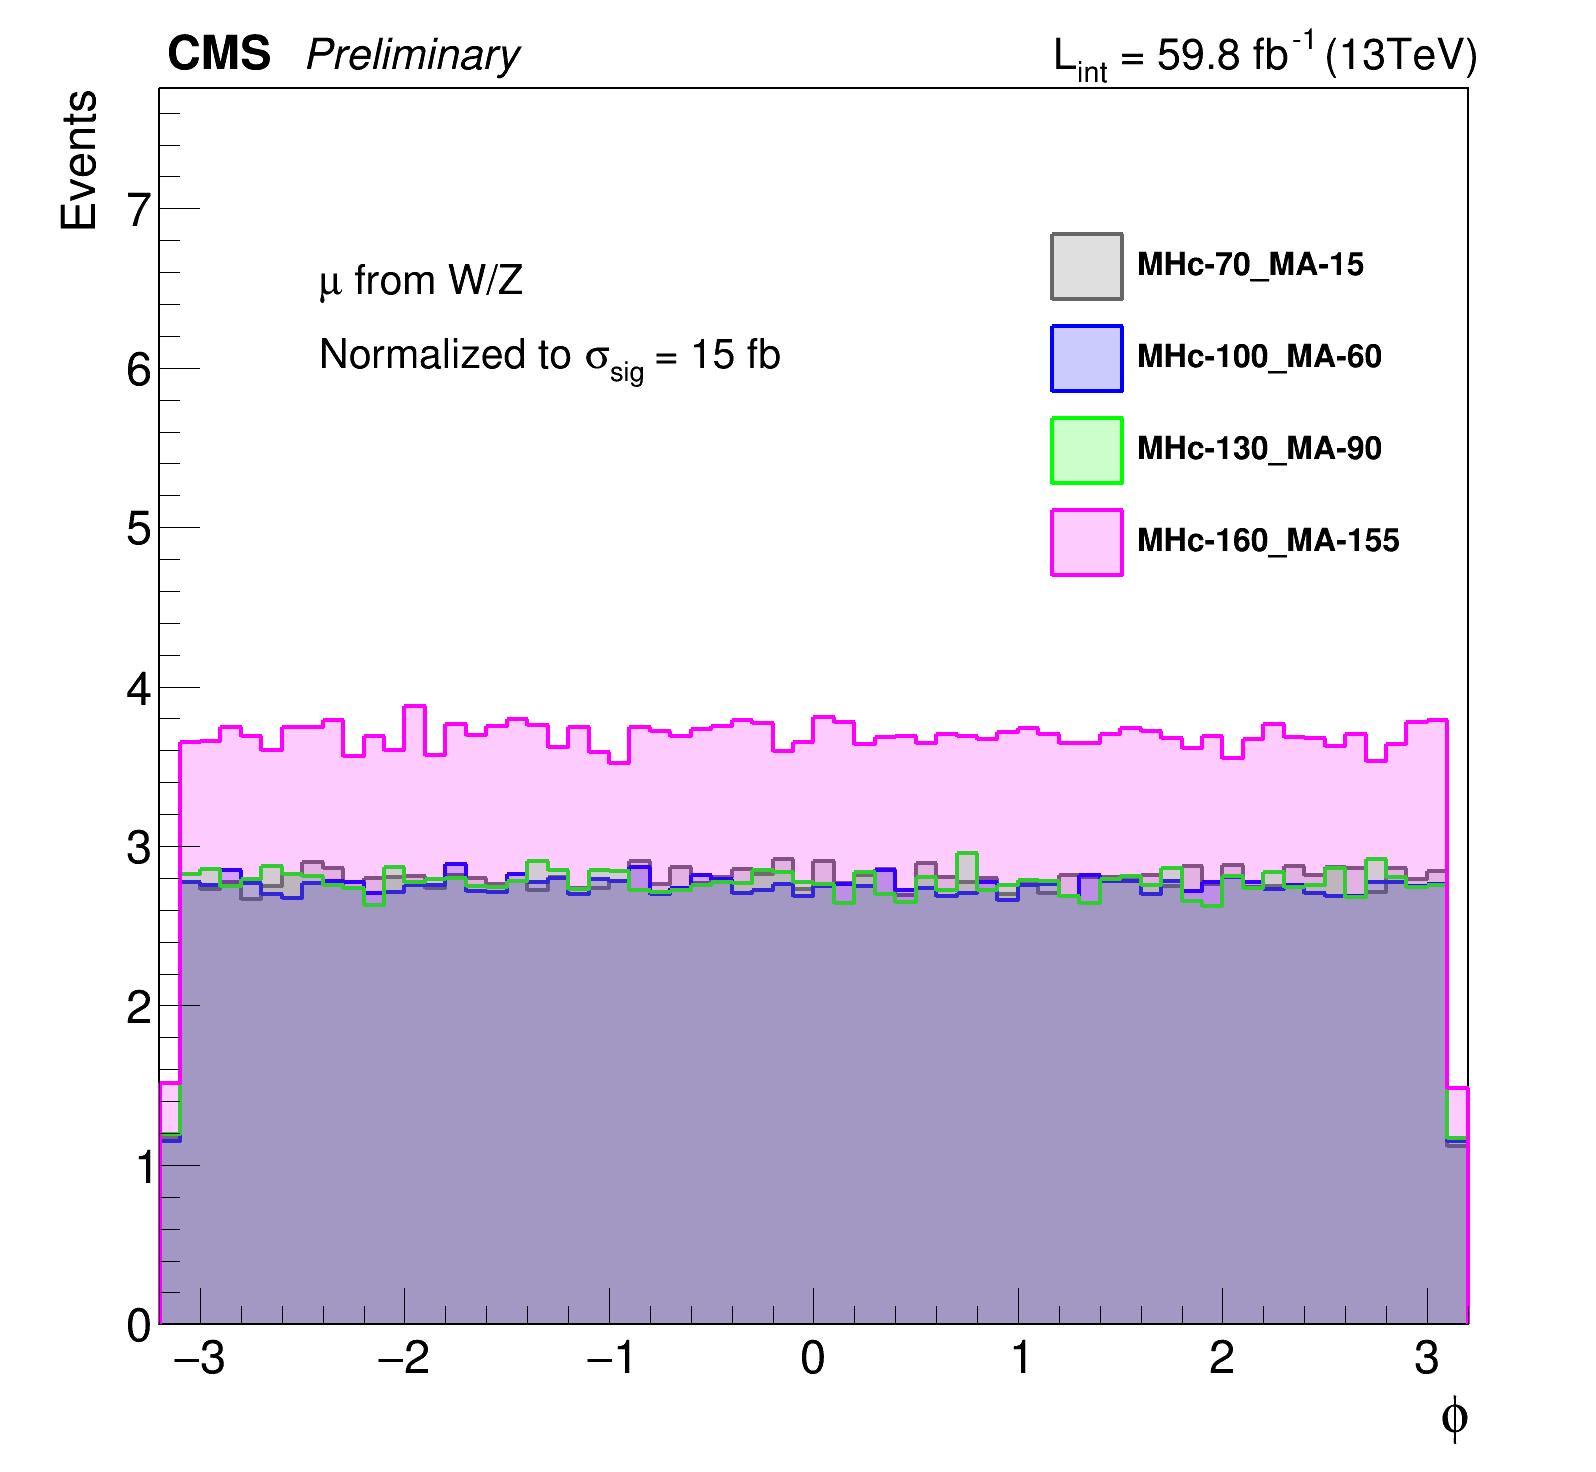 CMS Preliminary
L_int = 59.8 fb^-1 (13TeV)
Events
7
6
5
4
3
2
1
0
μ from W/Z
Normalized to σ_sig = 15 fb
MHc-70_MA-15
MHc-100_MA-60
MHc-130_MA-90
MHc-160_MA-155
−3 −2 −1 0 1 2 3
ϕ